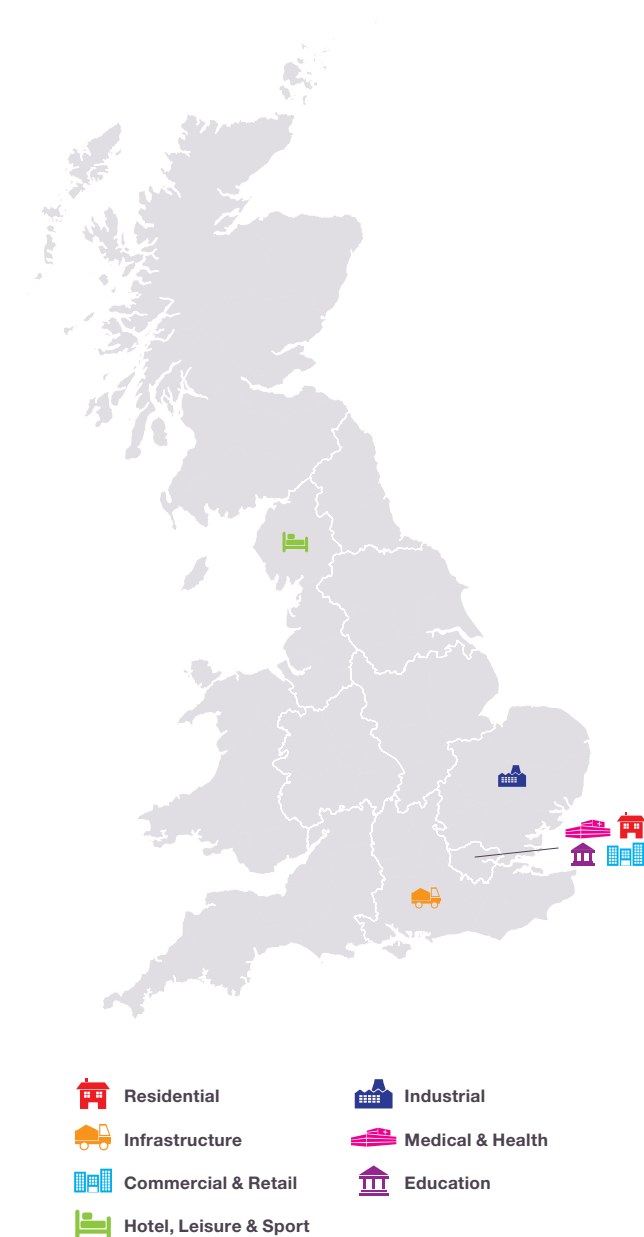 Residential
Infrastructure
Commercial & Retail
Hotel, Leisure & Sport
Industrial
Medical & Health
Education